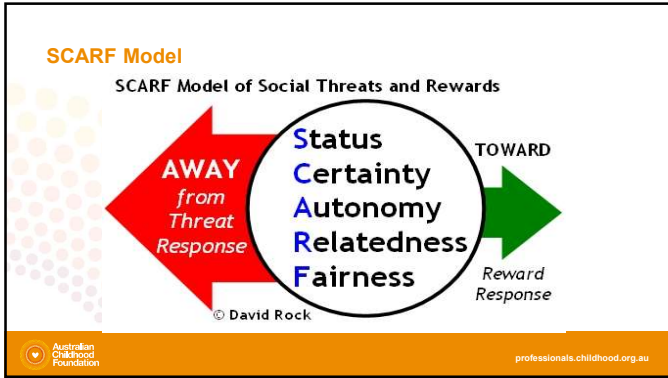 SCARF Model
SCARF Model of Social Threats and Rewards
AWAY
from
Threat
Response
Status
Certainty
Autonomy
Relatedness
Fairness
TOWARD
Reward
Response
© David Rock
Australian
Childhood
Foundation
professionals.childhood.org.au